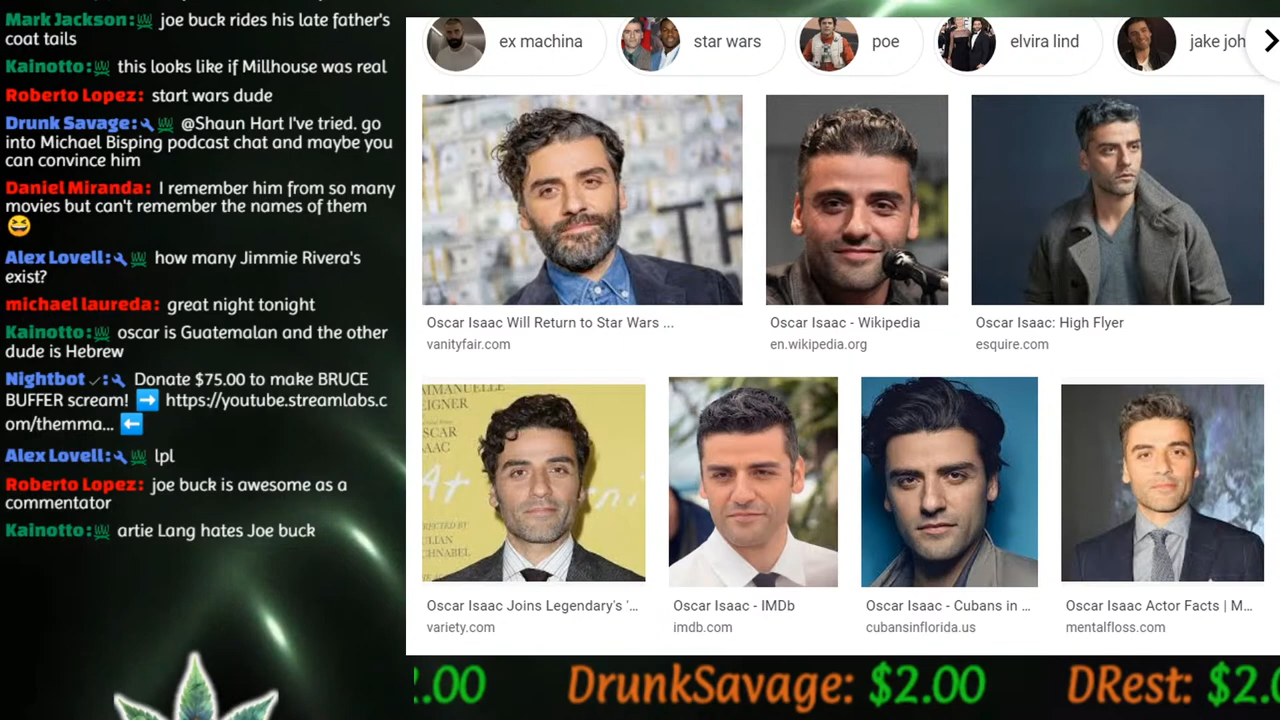 Mark Jackson: joe buck rides his late father's
coat tails
Kainotto: this looks like if Millhouse was real
Roberto Lopez: start wars dude
Drunk Savage: @Shaun Hart I've tried. go
into Michael Bisping podcast chat and maybe you
can convince him
Daniel Miranda: I remember him from so many
movies but can't remember the names of them
😆
Alex Lovell: how many Jimmie Rivera's
exist?
michael laureda: great night tonight
Kainotto: oscar is Guatemalan and the other
dude is Hebrew
Nightbot ✓: Donate $75.00 to make BRUCE
BUFFER scream! ➡️ https://youtube.streamlabs.c
om/themma... ⬅️
Alex Lovell: lpl
Roberto Lopez: joe buck is awesome as a
commentator
Kainotto: artie Lang hates Joe buck
ex machina
star wars
poe
elvira lind
jake joh
Oscar Isaac Will Return to Star Wars ...
vanityfair.com
Oscar Isaac - Wikipedia
en.wikipedia.org
Oscar Isaac: High Flyer
esquire.com
Oscar Isaac Joins Legendary's '...
variety.com
Oscar Isaac - IMDb
imdb.com
Oscar Isaac - Cubans in ...
cubansinflorida.us
Oscar Isaac Actor Facts | M...
mentalfloss.com
.00 DrunkSavage: $2.00 DRest: $2.0